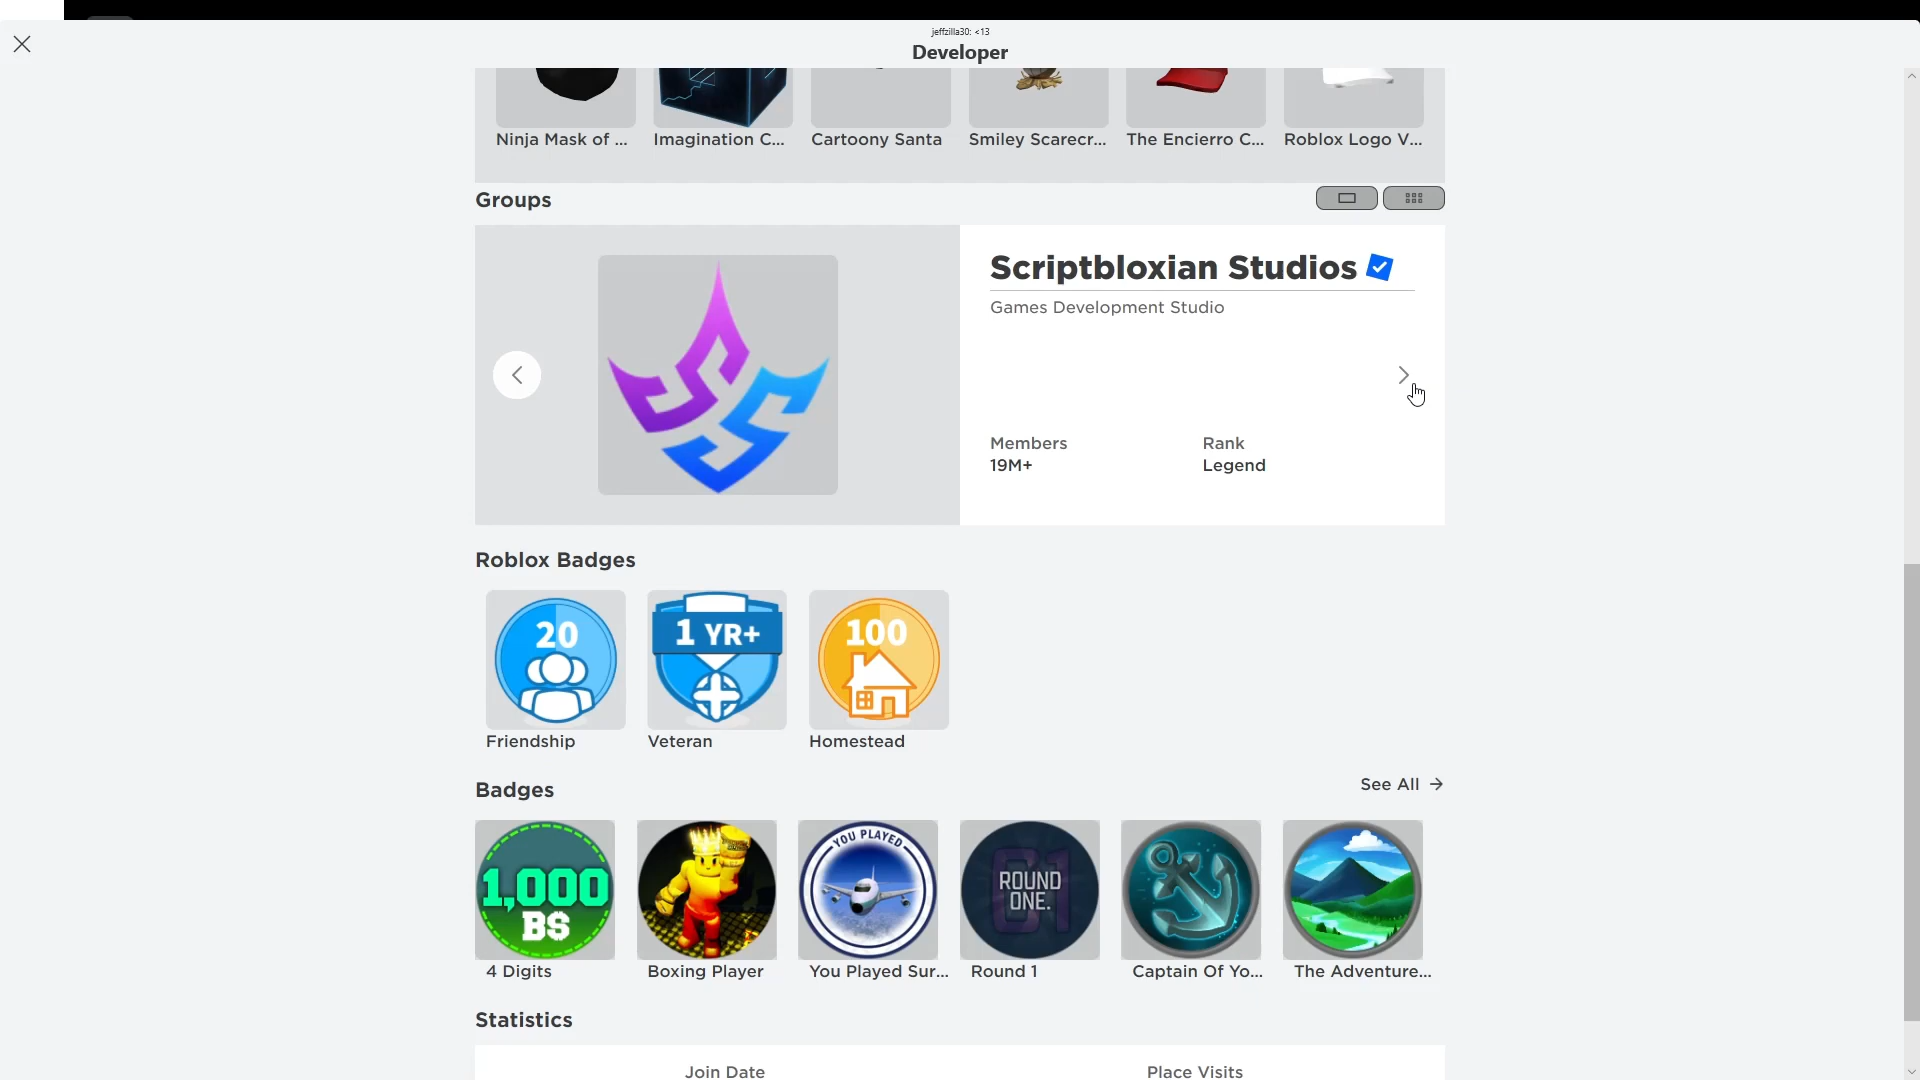 jeffzilla30: <13
Developer
Ninja Mask of ...
Imagination C...
Cartoony Santa
Smiley Scarecr...
The Encierro C...
Roblox Logo V...
Groups
Scriptbloxian Studios
Games Development Studio
Members
Rank
19M+
Legend
Roblox Badges
20
1 YR+
100
Friendship
Veteran
Homestead
Badges
See All
1,000
B$
YOU PLAYED
ROUND
ONE.
4 Digits
Boxing Player
You Played Sur...
Round 1
Captain Of Yo...
The Adventure...
Statistics
Join Date
Place Visits